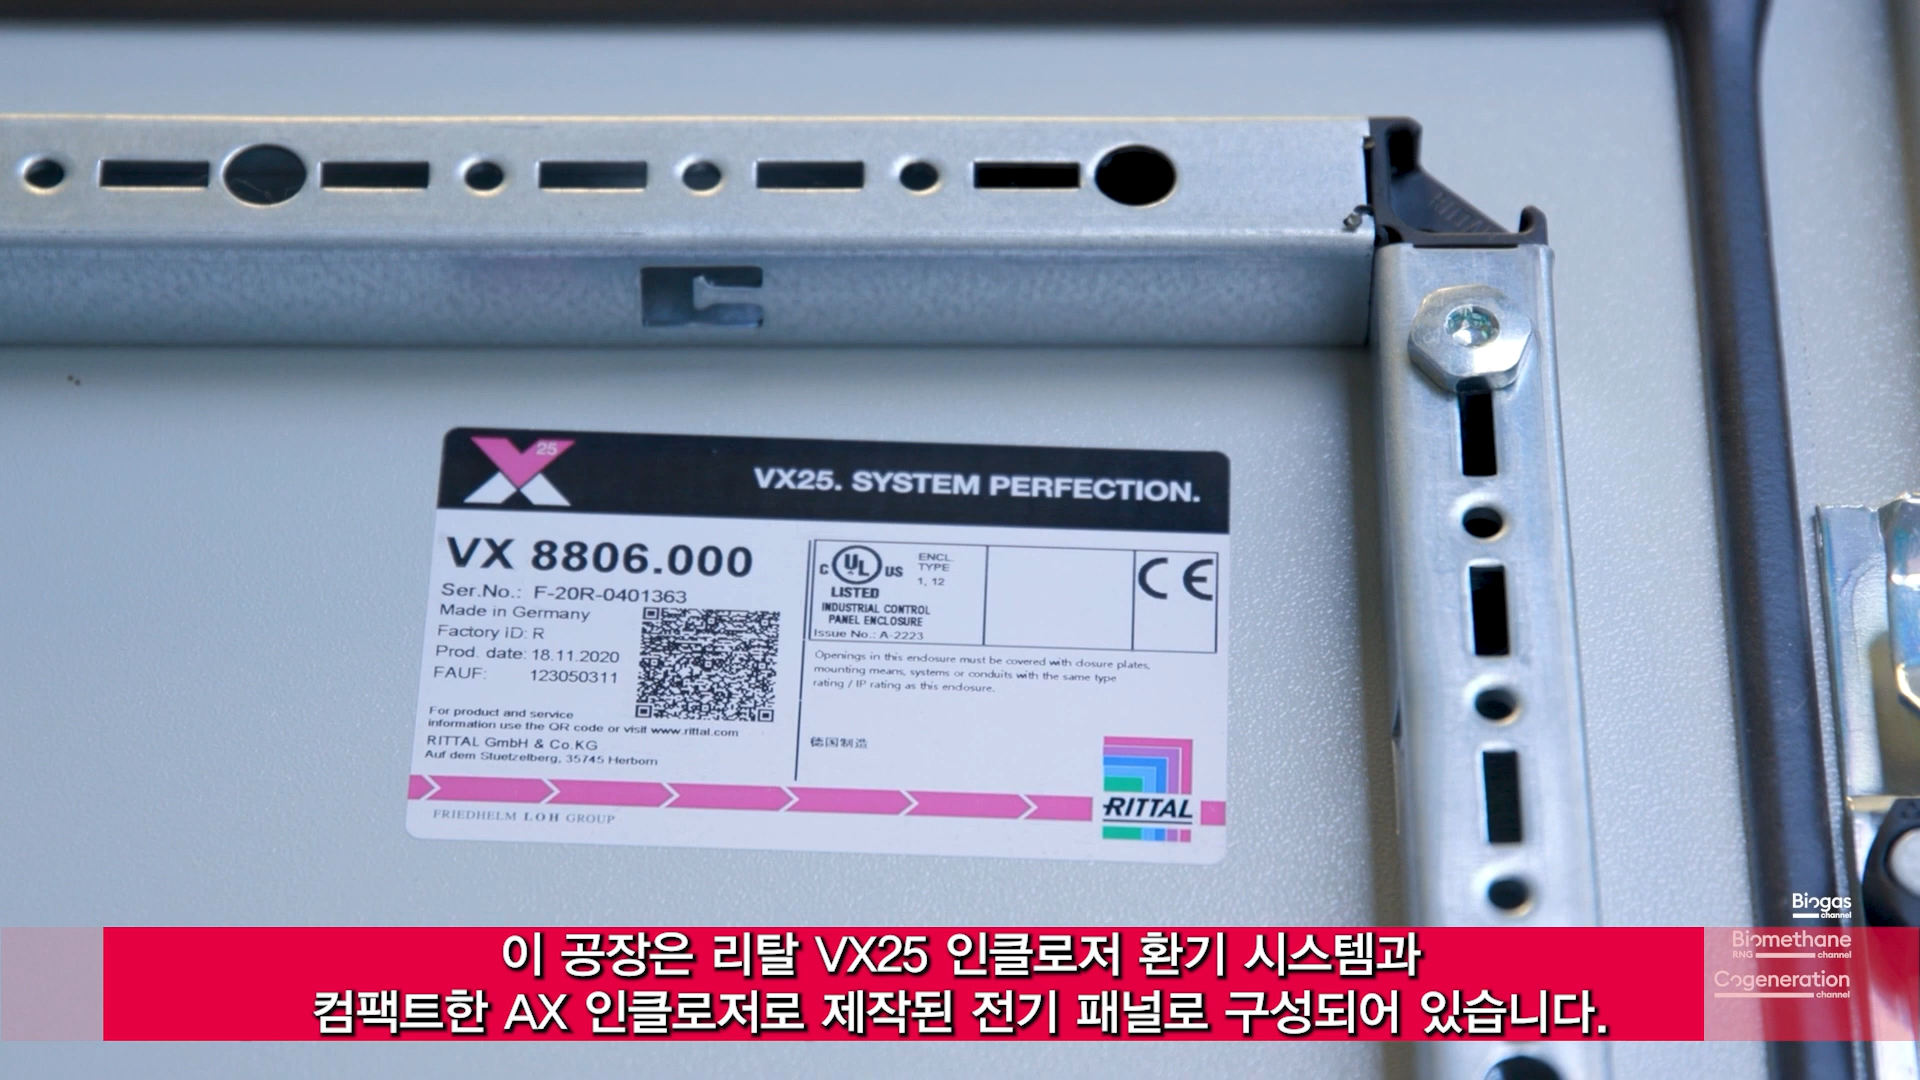 25
VX25. SYSTEM PERFECTION.
VX 8806.000
Ser.No.: F-20R-0401363
Made in Germany
Factory ID: R
Prod. date: 18.11.2020
FAUF: 123050311
For product and service
information use the QR code or visit www.rittal.com
RITTAL GmbH & Co.KG
Auf dem Stuetzelberg, 35745 Herborn
C UL US
LISTED
INDUSTRIAL CONTROL
PANEL ENCLOSURE
Issue No.: A-2223
ENCL.
TYPE
1, 12
CE
Openings in this enclosure must be covered with closure plates,
mounting means, systems or conduits with the same type
rating / IP rating as this enclosure.
德国制造
RITTAL
FRIEDHELM LOH GROUP
Biogas
channel
Biomethane
RNG channel
Cogeneration
channel
이 공장은 리탈 VX25 인클로저 환기 시스템과
컴팩트한 AX 인클로저로 제작된 전기 패널로 구성되어 있습니다.